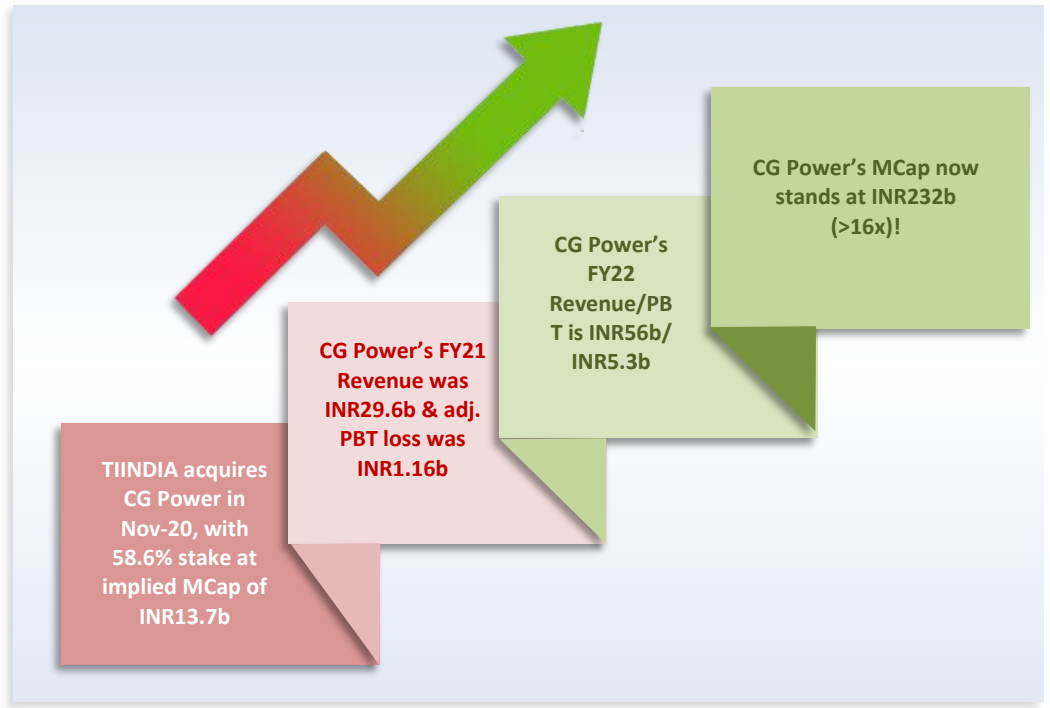 TIINDIA acquires
CG Power in
Nov-20, with
58.6% stake at
implied MCap of
INR13.7b
CG Power's FY21
Revenue was
INR29.6b & adj.
PBT loss was
INR1.16b
CG Power's
FY22
Revenue/PB
T is INR56b/
INR5.3b
CG Power's MCap now
stands at INR232b
(>16x)!